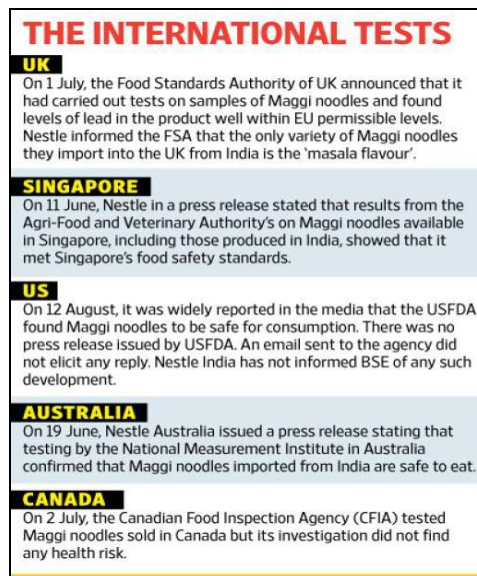 THE INTERNATIONAL TESTS
UK
On 1 July, the Food Standards Authority of UK announced that it
had carried out tests on samples of Maggi noodles and found
levels of lead in the product well within EU permissible levels.
Nestle informed the FSA that the only variety of Maggi noodles
they import into the UK from India is the ‘masala flavour’.
SINGAPORE
On 11 June, Nestle in a press release stated that results from the
Agri-Food and Veterinary Authority’s on Maggi noodles available
in Singapore, including those produced in India, showed that it
met Singapore’s food safety standards.
US
On 12 August, it was widely reported in the media that the USFDA
found Maggi noodles to be safe for consumption. There was no
press release issued by USFDA. An email sent to the agency did
not elicit any reply. Nestle India has not informed BSE of any such
development.
AUSTRALIA
On 19 June, Nestle Australia issued a press release stating that
testing by the National Measurement Institute in Australia
confirmed that Maggi noodles imported from India are safe to eat.
CANADA
On 2 July, the Canadian Food Inspection Agency (CFIA) tested
Maggi noodles sold in Canada but its investigation did not find
any health risk.